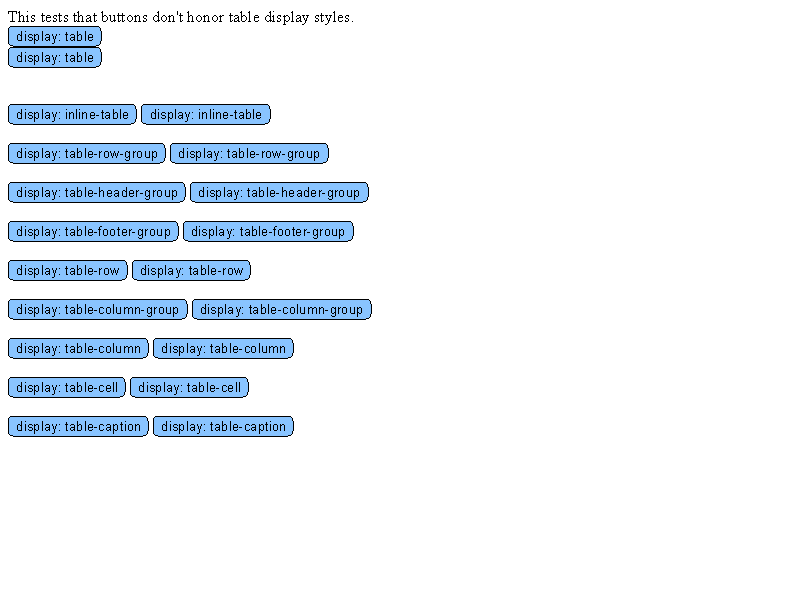 This tests that buttons don't honor table display styles.
display: table
display: table
display: inline-table display: inline-table
display: table-row-group display: table-row-group
display: table-header-group display: table-header-group
display: table-footer-group display: table-footer-group
display: table-row display: table-row
display: table-column-group display: table-column-group
display: table-column display: table-column
display: table-cell display: table-cell
display: table-caption display: table-caption